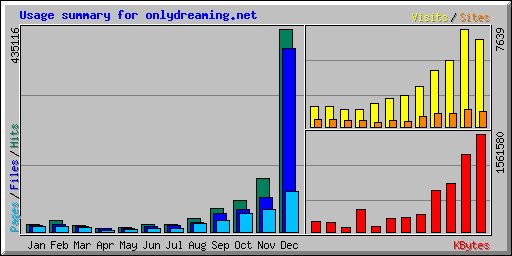 Usage summary for onlydreaming.net
Visits/Sites
435116
7639
Pages/Files/Hits
1561580
Jan Feb Mar Apr May Jun Jul Aug Sep Oct Nov Dec
KBytes